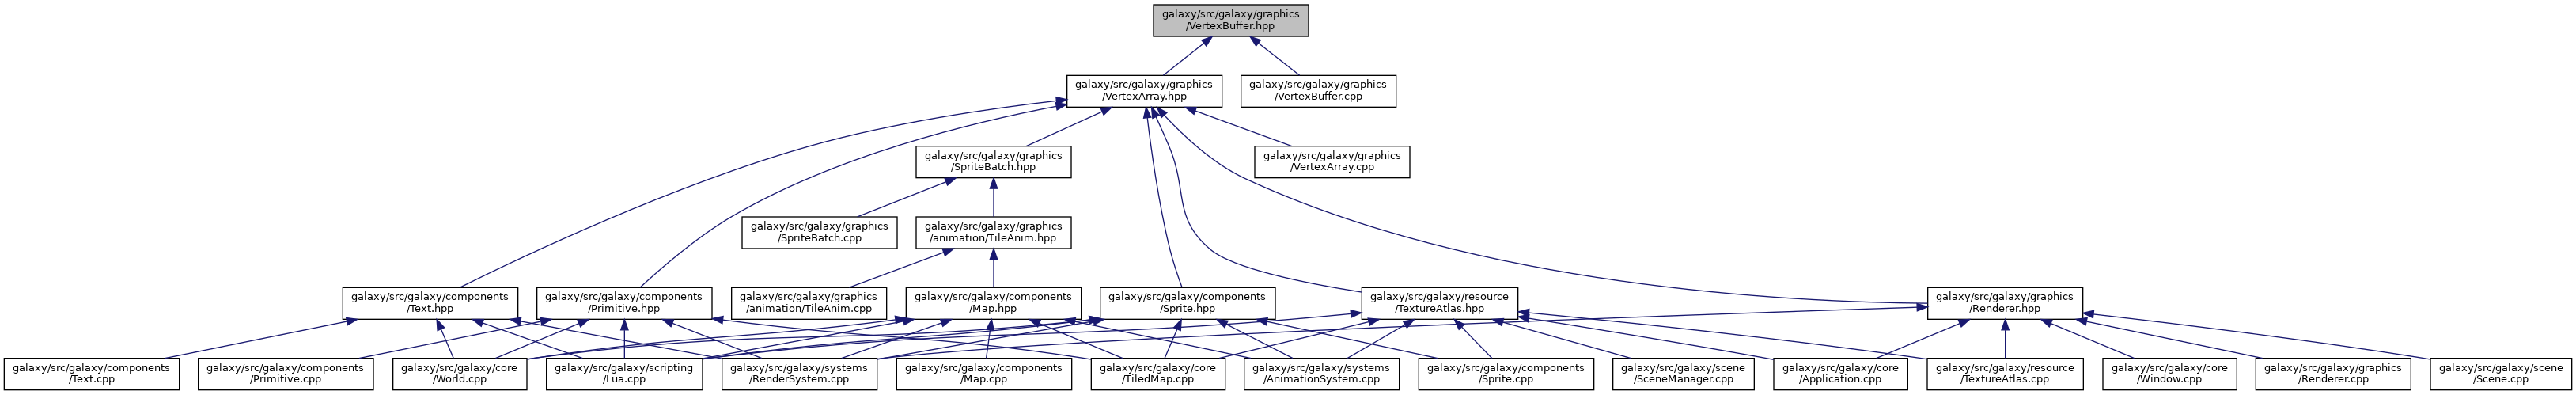 galaxy/src/galaxy/graphics
/VertexBuffer.hpp
galaxy/src/galaxy/graphics
/VertexArray.hpp
galaxy/src/galaxy/graphics
/VertexBuffer.cpp
galaxy/src/galaxy/graphics
/SpriteBatch.hpp
galaxy/src/galaxy/graphics
/VertexArray.cpp
galaxy/src/galaxy/graphics
/SpriteBatch.cpp
galaxy/src/galaxy/graphics
/animation/TileAnim.hpp
galaxy/src/galaxy/components
/Text.hpp
galaxy/src/galaxy/components
/Primitive.hpp
galaxy/src/galaxy/graphics
/animation/TileAnim.cpp
galaxy/src/galaxy/components
/Map.hpp
galaxy/src/galaxy/components
/Sprite.hpp
galaxy/src/galaxy/resource
/TextureAtlas.hpp
galaxy/src/galaxy/graphics
/Renderer.hpp
galaxy/src/galaxy/components
/Text.cpp
galaxy/src/galaxy/components
/Primitive.cpp
galaxy/src/galaxy/core
/World.cpp
galaxy/src/galaxy/scripting
/Lua.cpp
galaxy/src/galaxy/systems
/RenderSystem.cpp
galaxy/src/galaxy/components
/Map.cpp
galaxy/src/galaxy/core
/TiledMap.cpp
galaxy/src/galaxy/systems
/AnimationSystem.cpp
galaxy/src/galaxy/components
/Sprite.cpp
galaxy/src/galaxy/scene
/SceneManager.cpp
galaxy/src/galaxy/core
/Application.cpp
galaxy/src/galaxy/resource
/TextureAtlas.cpp
galaxy/src/galaxy/core
/Window.cpp
galaxy/src/galaxy/graphics
/Renderer.cpp
galaxy/src/galaxy/scene
/Scene.cpp